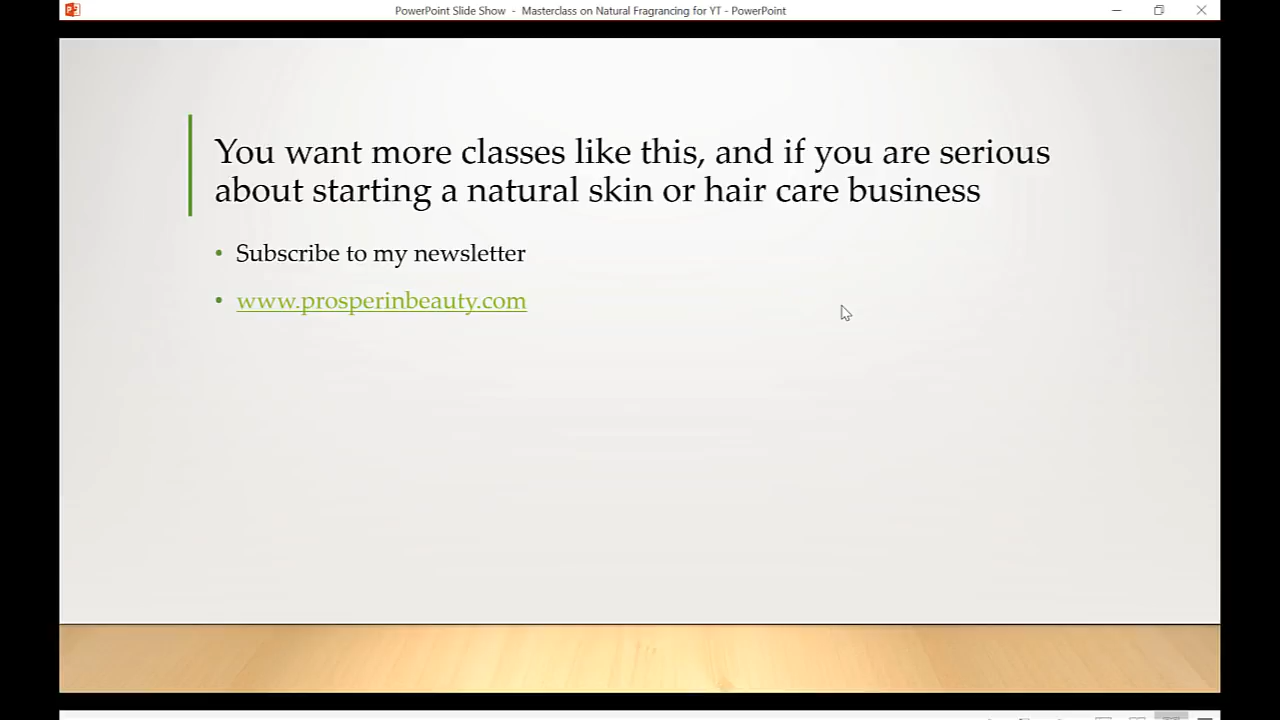 PowerPoint Slide Show - Masterclass on Natural Fragrancing for YT - PowerPoint
You want more classes like this, and if you are serious
about starting a natural skin or hair care business
• Subscribe to my newsletter
• www.prosperinbeauty.com